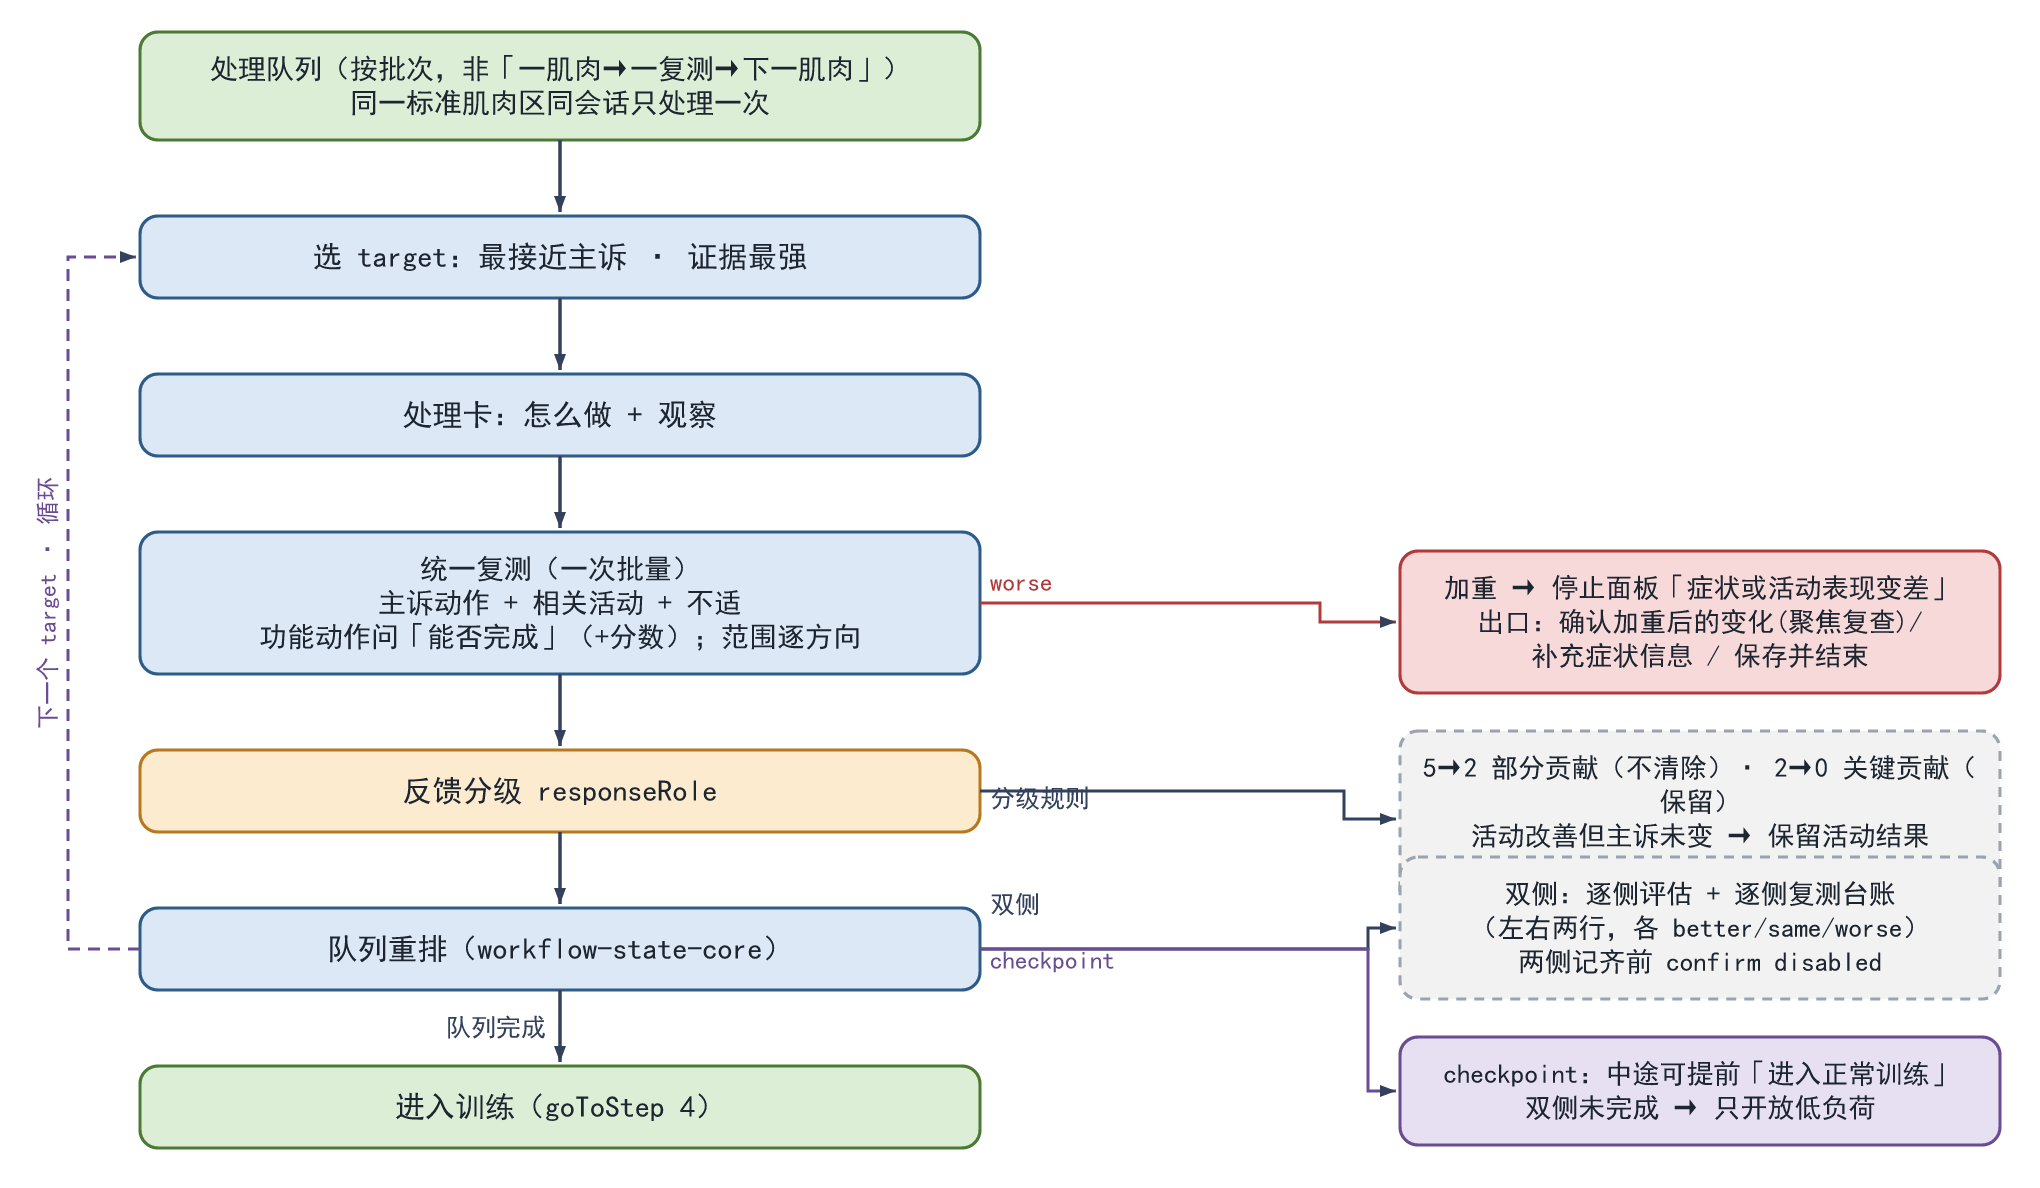 处理队列（按批次，非「一肌肉→一复测→下一肌肉」）
同一标准肌肉区同会话只处理一次
选 target：最接近主诉 · 证据最强
处理卡：怎么做 + 观察
下一个 target · 循环
统一复测（一次批量）
主诉动作 + 相关活动 + 不适
功能动作问「能否完成」（+分数）；范围逐方向
worse
加重 → 停止面板「症状或活动表现变差」
出口：确认加重后的变化(聚焦复查)/
补充症状信息 / 保存并结束
反馈分级 responseRole
分级规则
5→2 部分贡献（不清除）· 2→0 关键贡献（
保留）
活动改善但主诉未变 → 保留活动结果
队列重排（workflow-state-core）
双侧
checkpoint
双侧：逐侧评估 + 逐侧复测台账
（左右两行，各 better/same/worse）
两侧记齐前 confirm disabled
队列完成
进入训练（goToStep 4）
checkpoint：中途可提前「进入正常训练」
双侧未完成 → 只开放低负荷